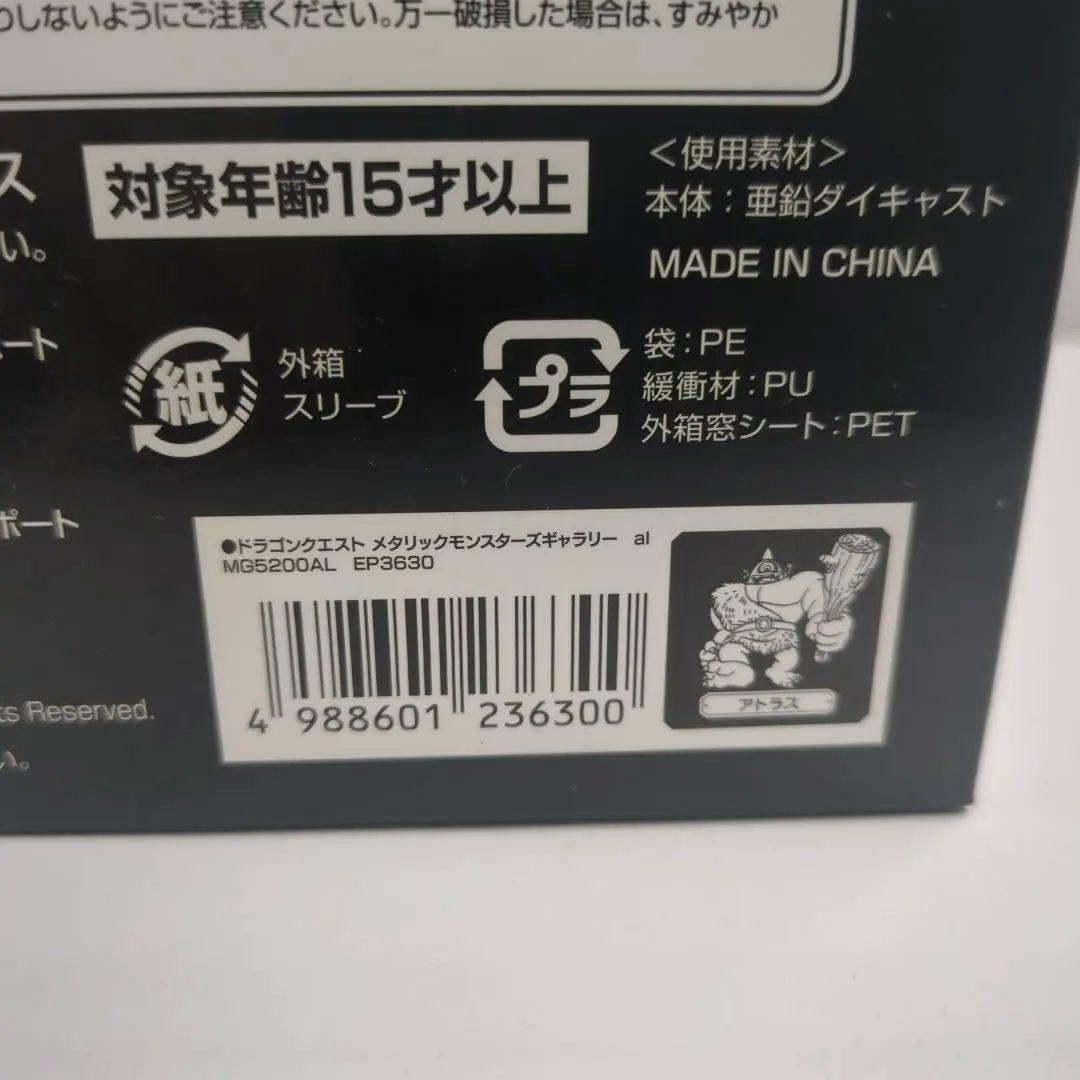 しないようにご注意ください。万一破損した場合は、すみやか
ス
い。
対象年齢15才以上
＜使用素材＞
本体：亜鉛ダイキャスト
MADE IN CHINA
ート
紙
外箱
スリーブ
プラ
袋：PE
緩衝材：PU
外箱窓シート：PET
ポート
●ドラゴンクエスト メタリックモンスターズギャラリー al
MG5200AL EP3630
4 988601 236300
アトラス
ts Reserved.
い。